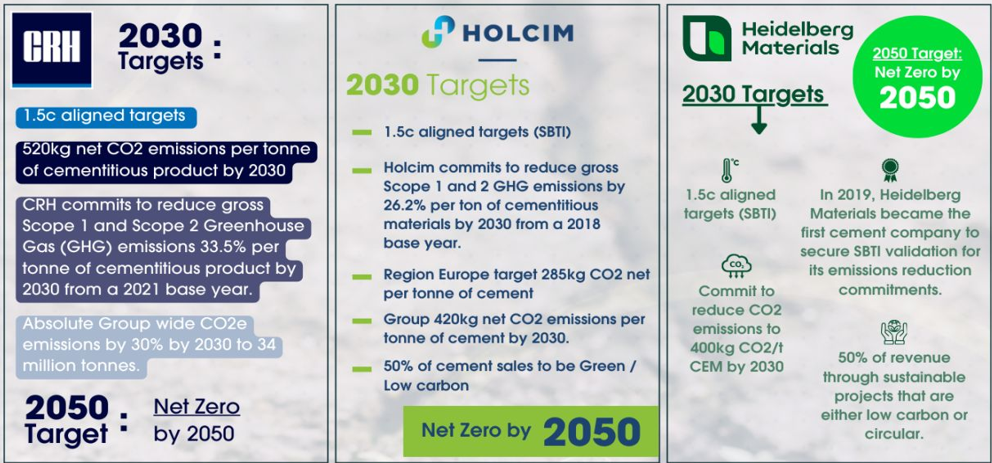 CRH
2030
Targets :
1.5c aligned targets
520kg net CO2 emissions per tonne
of cementitious product by 2030
CRH commits to reduce gross
Scope 1 and Scope 2 Greenhouse
Gas (GHG) emissions 33.5% per
tonne of cementitious product by
2030 from a 2021 base year.
Absolute Group wide CO2e
emissions by 30% by 2030 to 34
million tonnes.
2050
Target :
Net Zero
by 2050
HOLCIM
2030 Targets
1.5c aligned targets (SBTI)
Holcim commits to reduce gross
Scope 1 and 2 GHG emissions by
26.2% per ton of cementitious
materials by 2030 from a 2018
base year.
Region Europe target 285kg CO2 net
per tonne of cement
Group 420kg net CO2 emissions per
tonne of cement by 2030.
50% of cement sales to be Green /
Low carbon
Net Zero by 2050
Heidelberg
Materials
2050 Target:
Net Zero by
2050
2030 Targets
°C
1.5c aligned
targets (SBTI)
CO₂
Commit to
reduce CO2
emissions to
400kg CO2/t
CEM by 2030
In 2019, Heidelberg
Materials became the
first cement company to
secure SBTI validation for
its emissions reduction
commitments.
50% of revenue
through sustainable
projects that are
either low carbon or
circular.